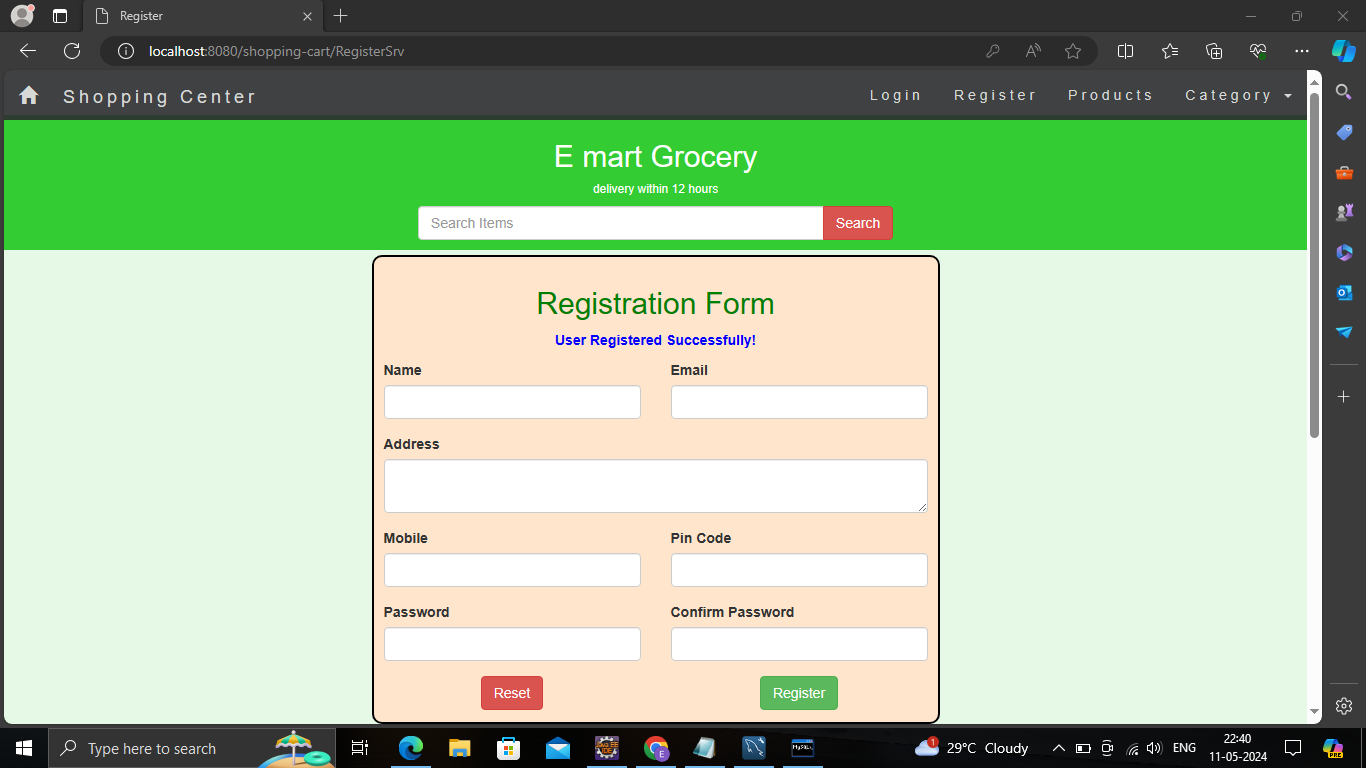 Register
localhost:8080/shopping-cart/RegisterSrv
Shopping Center
Login Register Products Category
E mart Grocery
delivery within 12 hours
Search Items Search
Registration Form
User Registered Successfully!
Name Email
Address
Mobile Pin Code
Password Confirm Password
Reset Register
Type here to search
1 29°C Cloudy ENG 22:40
11-05-2024